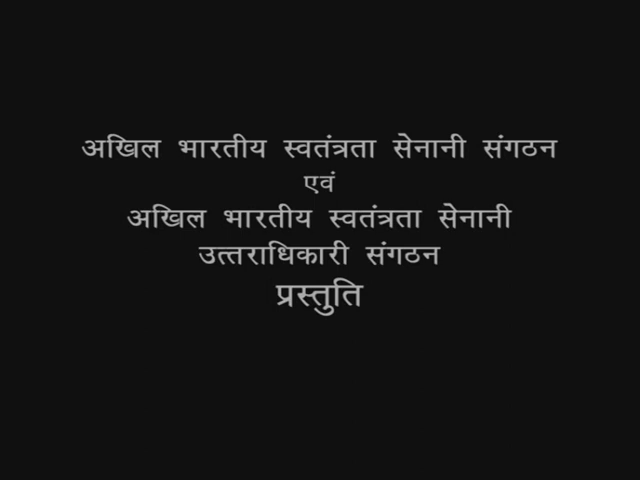 अखिल भारतीय स्वतंत्रता सेनानी संगठन
एवं
अखिल भारतीय स्वतंत्रता सेनानी
उत्तराधिकारी संगठन
प्रस्तुति